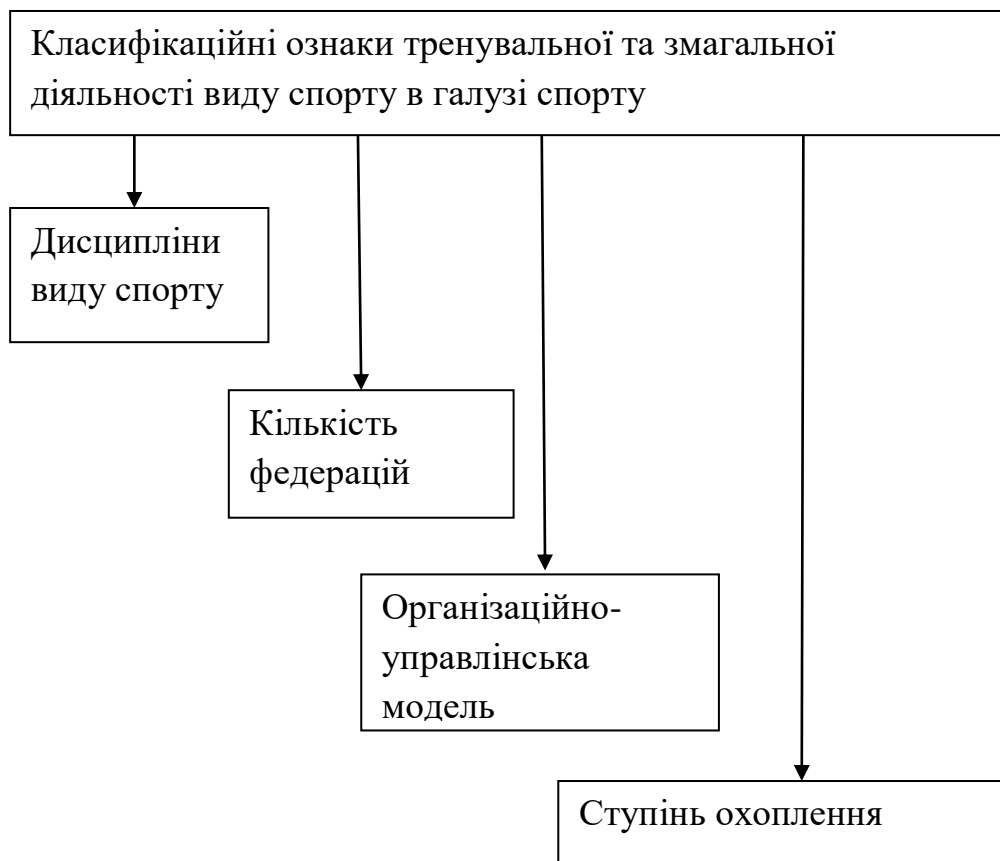 Класифікаційні ознаки тренувальної та змагальної
діяльності виду спорту в галузі спорту
Дисципліни
виду спорту
Кількість
федерацій
Організаційно-
управлінська
модель
Ступінь охоплення